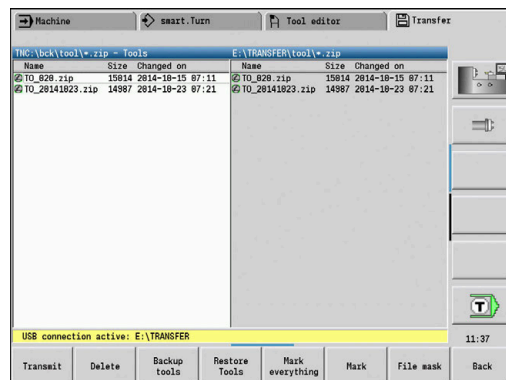 Machine
smart.Turn
Tool editor
Transfer
TNC:\bck\tool\*.zip - Tools
E:\TRANSFER\tool\*.zip
Name Size Changed on
Name Size Changed on
TO_020.zip 15014 2014-10-15 07:11
TO_020.zip 15014 2014-10-15 07:11
TO_20141023.zip 14987 2014-10-23 07:21
TO_20141023.zip 14987 2014-10-23 07:21
T
USB connection active: E:\TRANSFER
11:37
Transmit
Delete
Backup tools
Restore Tools
Mark everything
Mark
File mask
Back